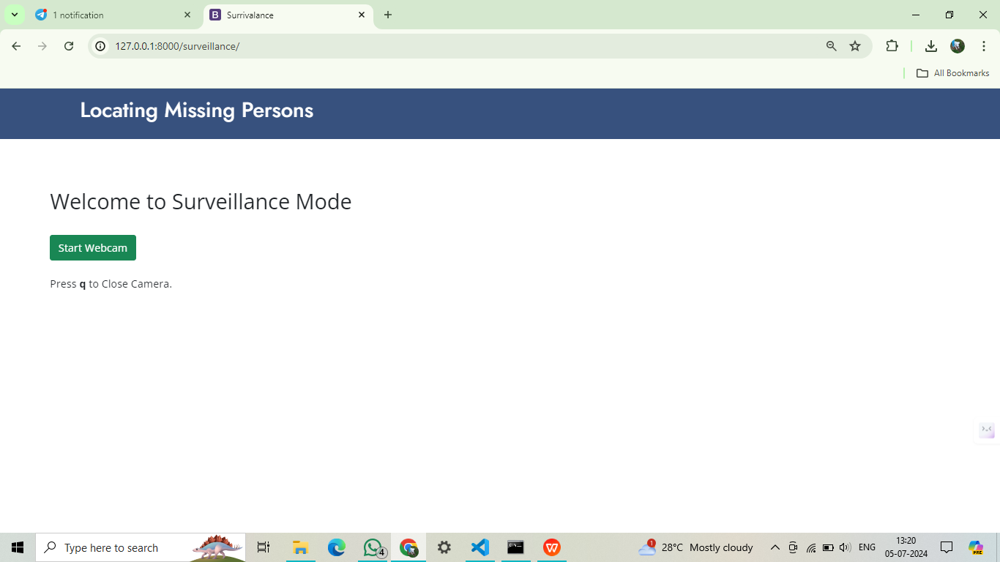 1 notification
Surrivalance
127.0.0.1:8000/surveillance/
All Bookmarks
Locating Missing Persons
Welcome to Surveillance Mode
Start Webcam
Press q to Close Camera.
Type here to search
4
1
28°C Mostly cloudy
ENG
13:20
05-07-2024
PRE